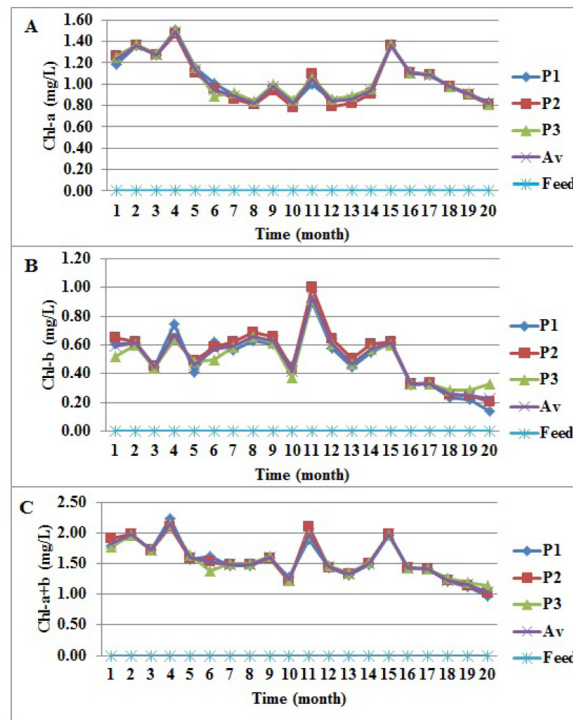 A
Chl-a (mg/L)
1.60
1.40
1.20
1.00
0.80
0.60
0.40
0.20
0.00
1 2 3 4 5 6 7 8 9 10 11 12 13 14 15 16 17 18 19 20
Time (month)
P1
P2
P3
Av
Feed
B
Chl-b (mg/L)
1.20
1.00
0.80
0.60
0.40
0.20
0.00
1 2 3 4 5 6 7 8 9 10 11 12 13 14 15 16 17 18 19 20
Time (month)
P1
P2
P3
Av
Feed
C
Chl-a+b (mg/L)
2.50
2.00
1.50
1.00
0.50
0.00
1 2 3 4 5 6 7 8 9 10 11 12 13 14 15 16 17 18 19 20
Time (month)
P1
P2
P3
Av
Feed